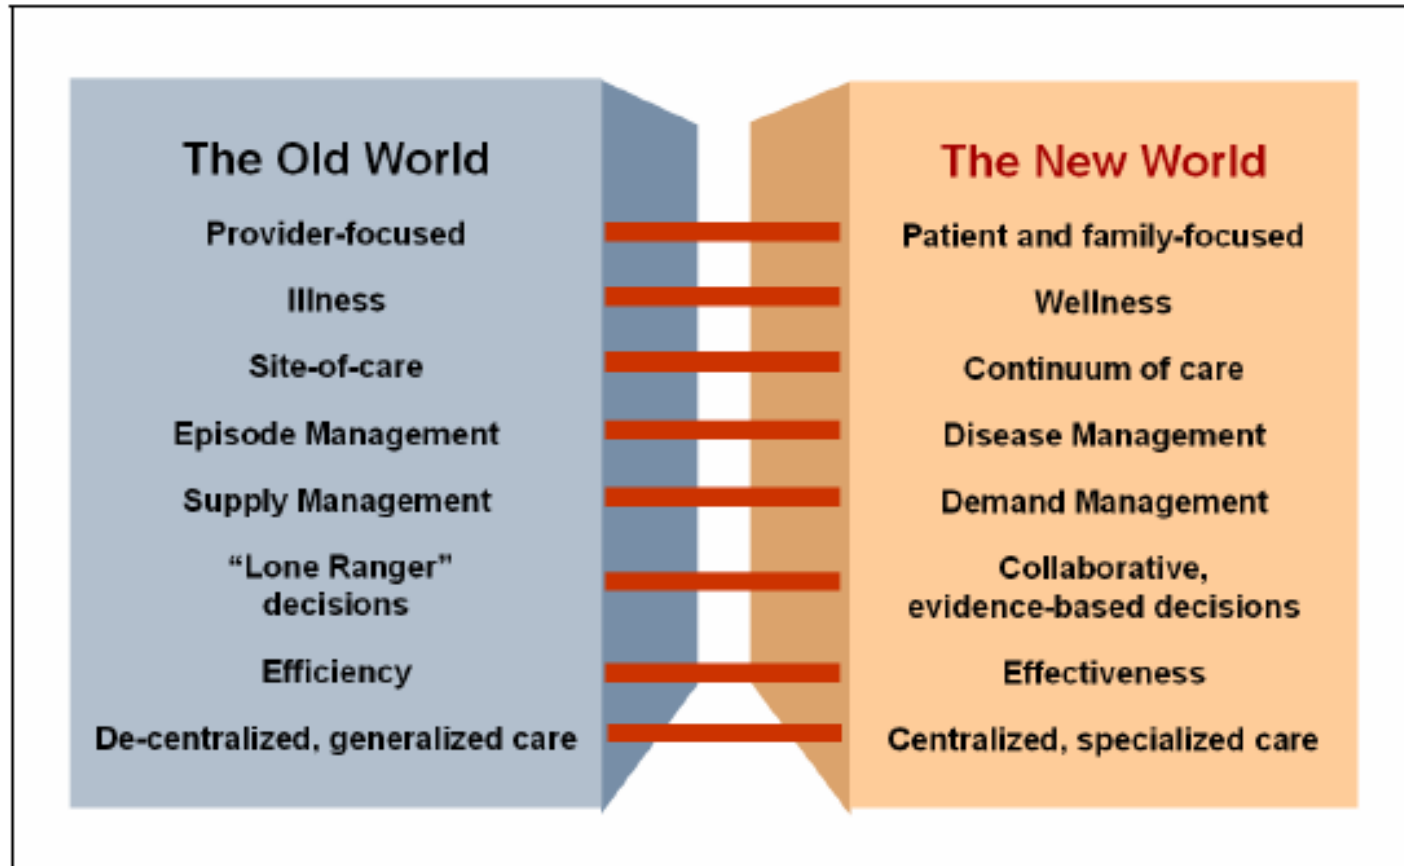 The Old World
Provider-focused
Illness
Site-of-care
Episode Management
Supply Management
“Lone Ranger”
decisions
Efficiency
De-centralized, generalized care
The New World
Patient and family-focused
Wellness
Continuum of care
Disease Management
Demand Management
Collaborative,
evidence-based decisions
Effectiveness
Centralized, specialized care